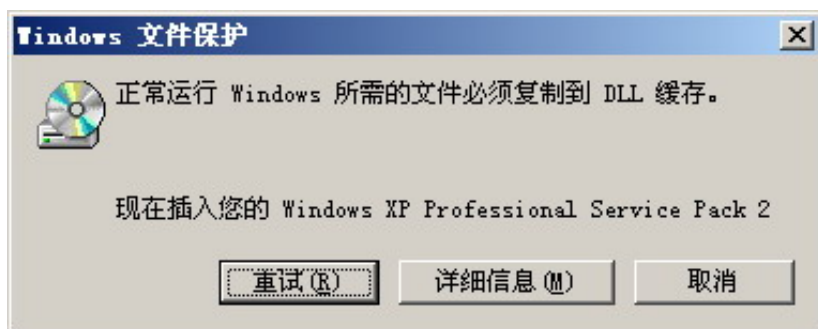 Windows 文件保护
正常运行 Windows 所需的文件必须复制到 DLL 缓存。
现在插入您的 Windows XP Professional Service Pack 2
重试(R) 详细信息(M) 取消